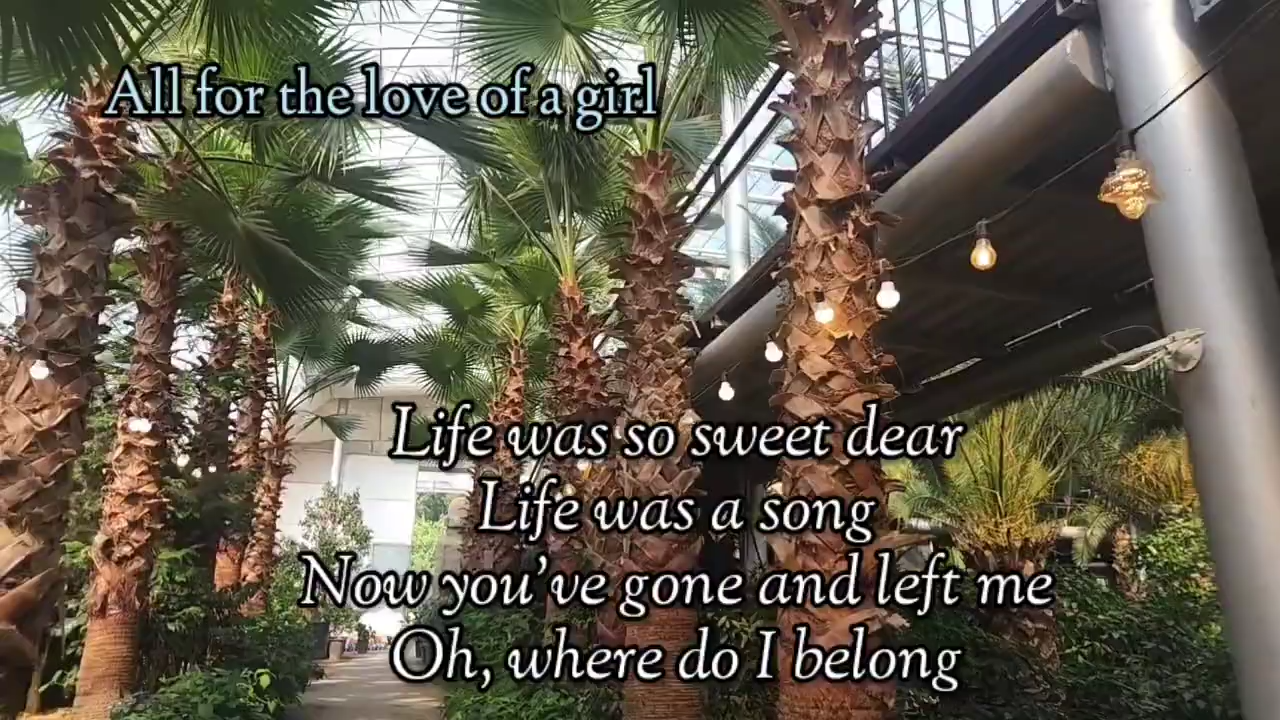 All for the love of a girl
Life was so sweet dear
Life was a song
Now you've gone and left me
Oh, where do I belong